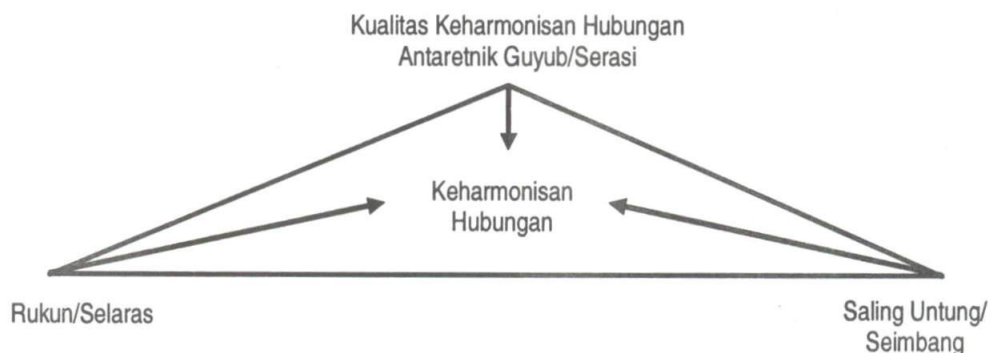 Kualitas Keharmonisan Hubungan
Antaretnik Guyub/Serasi
Keharmonisan
Hubungan
Rukun/Selaras
Saling Untung/
Seimbang